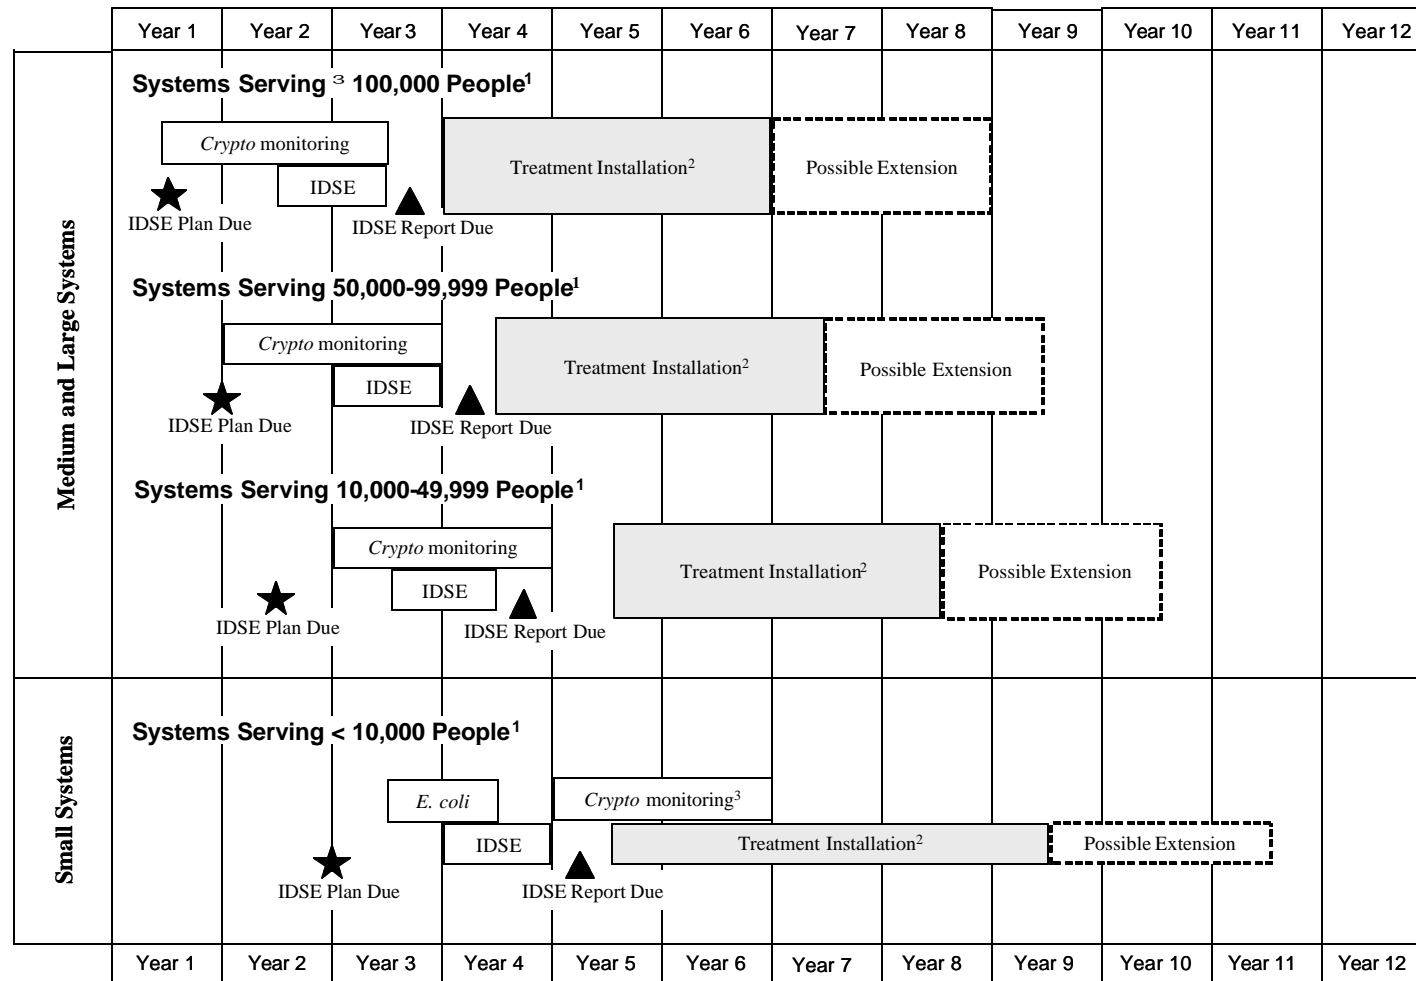 Year 1 Year 2 Year 3 Year 4 Year 5 Year 6 Year 7 Year 8 Year 9 Year 10 Year 11 Year 12
Medium and Large Systems
Systems Serving ³ 100,000 People¹
Crypto monitoring
Treatment Installation²
Possible Extension
IDSE
IDSE Plan Due
IDSE Report Due
Systems Serving 50,000-99,999 People¹
Crypto monitoring
Treatment Installation²
Possible Extension
IDSE
IDSE Plan Due
IDSE Report Due
Systems Serving 10,000-49,999 People¹
Crypto monitoring
Treatment Installation²
Possible Extension
IDSE
IDSE Plan Due
IDSE Report Due
Small Systems
Systems Serving < 10,000 People¹
E. coli
Crypto monitoring³
IDSE
Treatment Installation²
Possible Extension
IDSE Plan Due
IDSE Report Due
Year 1 Year 2 Year 3 Year 4 Year 5 Year 6 Year 7 Year 8 Year 9 Year 10 Year 11 Year 12